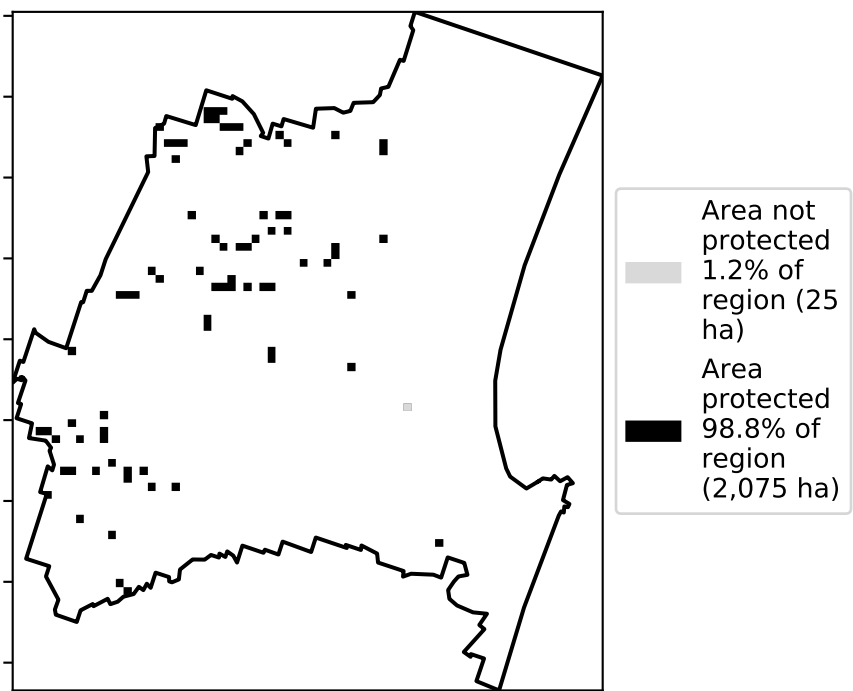 Area not
protected
1.2% of
region (25
ha)
Area
protected
98.8% of
region
(2,075 ha)